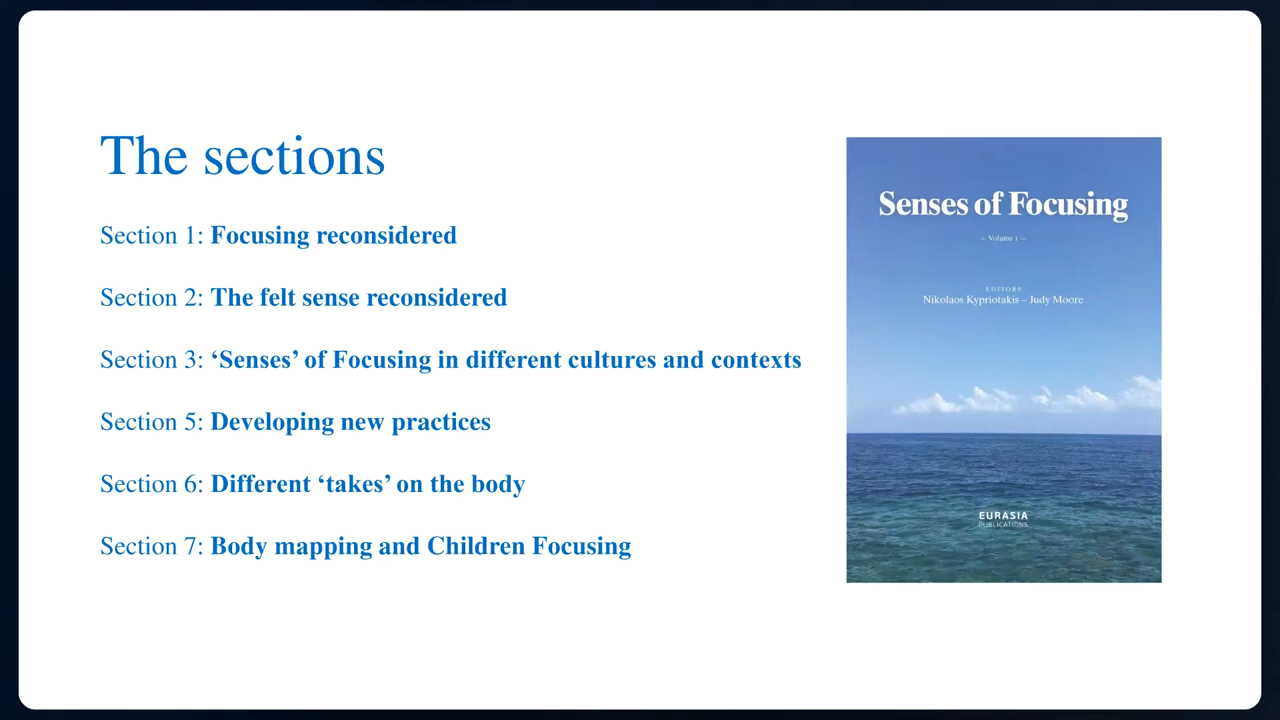 The sections
Section 1: Focusing reconsidered
Section 2: The felt sense reconsidered
Section 3: ‘Senses’ of Focusing in different cultures and contexts
Section 5: Developing new practices
Section 6: Different ‘takes’ on the body
Section 7: Body mapping and Children Focusing
Senses of Focusing
– Volume 1 –
EDITORS
Nikolaos Kypriotakis – Judy Moore
EURASIA
PUBLICATIONS